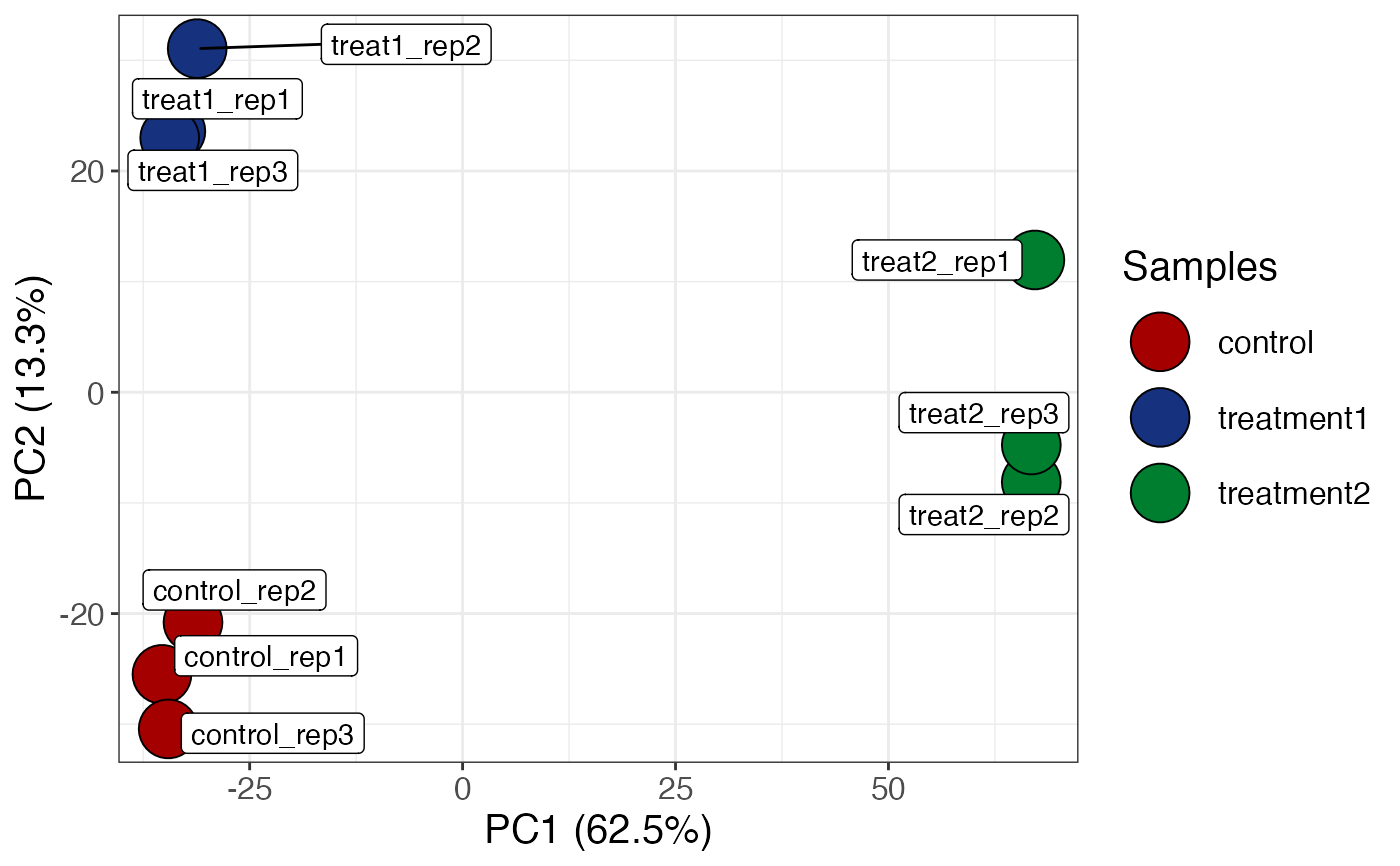 treat1_rep2
treat1_rep1
treat1_rep3
treat2_rep1
treat2_rep3
treat2_rep2
control_rep2
control_rep1
control_rep3
20
0
-20
-25
0
25
50
PC1 (62.5%)
PC2 (13.3%)
Samples
control
treatment1
treatment2